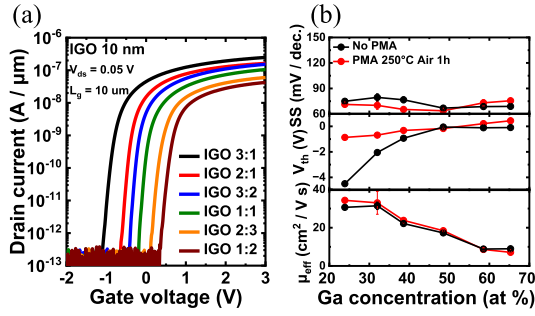 (a)
IGO 10 nm
V_ds = 0.05 V
L_g = 10 um
IGO 3:1
IGO 2:1
IGO 3:2
IGO 1:1
IGO 2:3
IGO 1:2
10^-6
10^-7
10^-8
10^-9
10^-10
10^-11
10^-12
10^-13
Drain current (A / μm)
-2 -1 0 1 2 3
Gate voltage (V)
(b)
No PMA
PMA 250°C Air 1h
150
120
90
60
SS (mV / dec.)
0
-2
-4
V_th (V)
40
20
0
μ_eff (cm^2 / V s)
20 30 40 50 60 70
Ga concentration (at %)